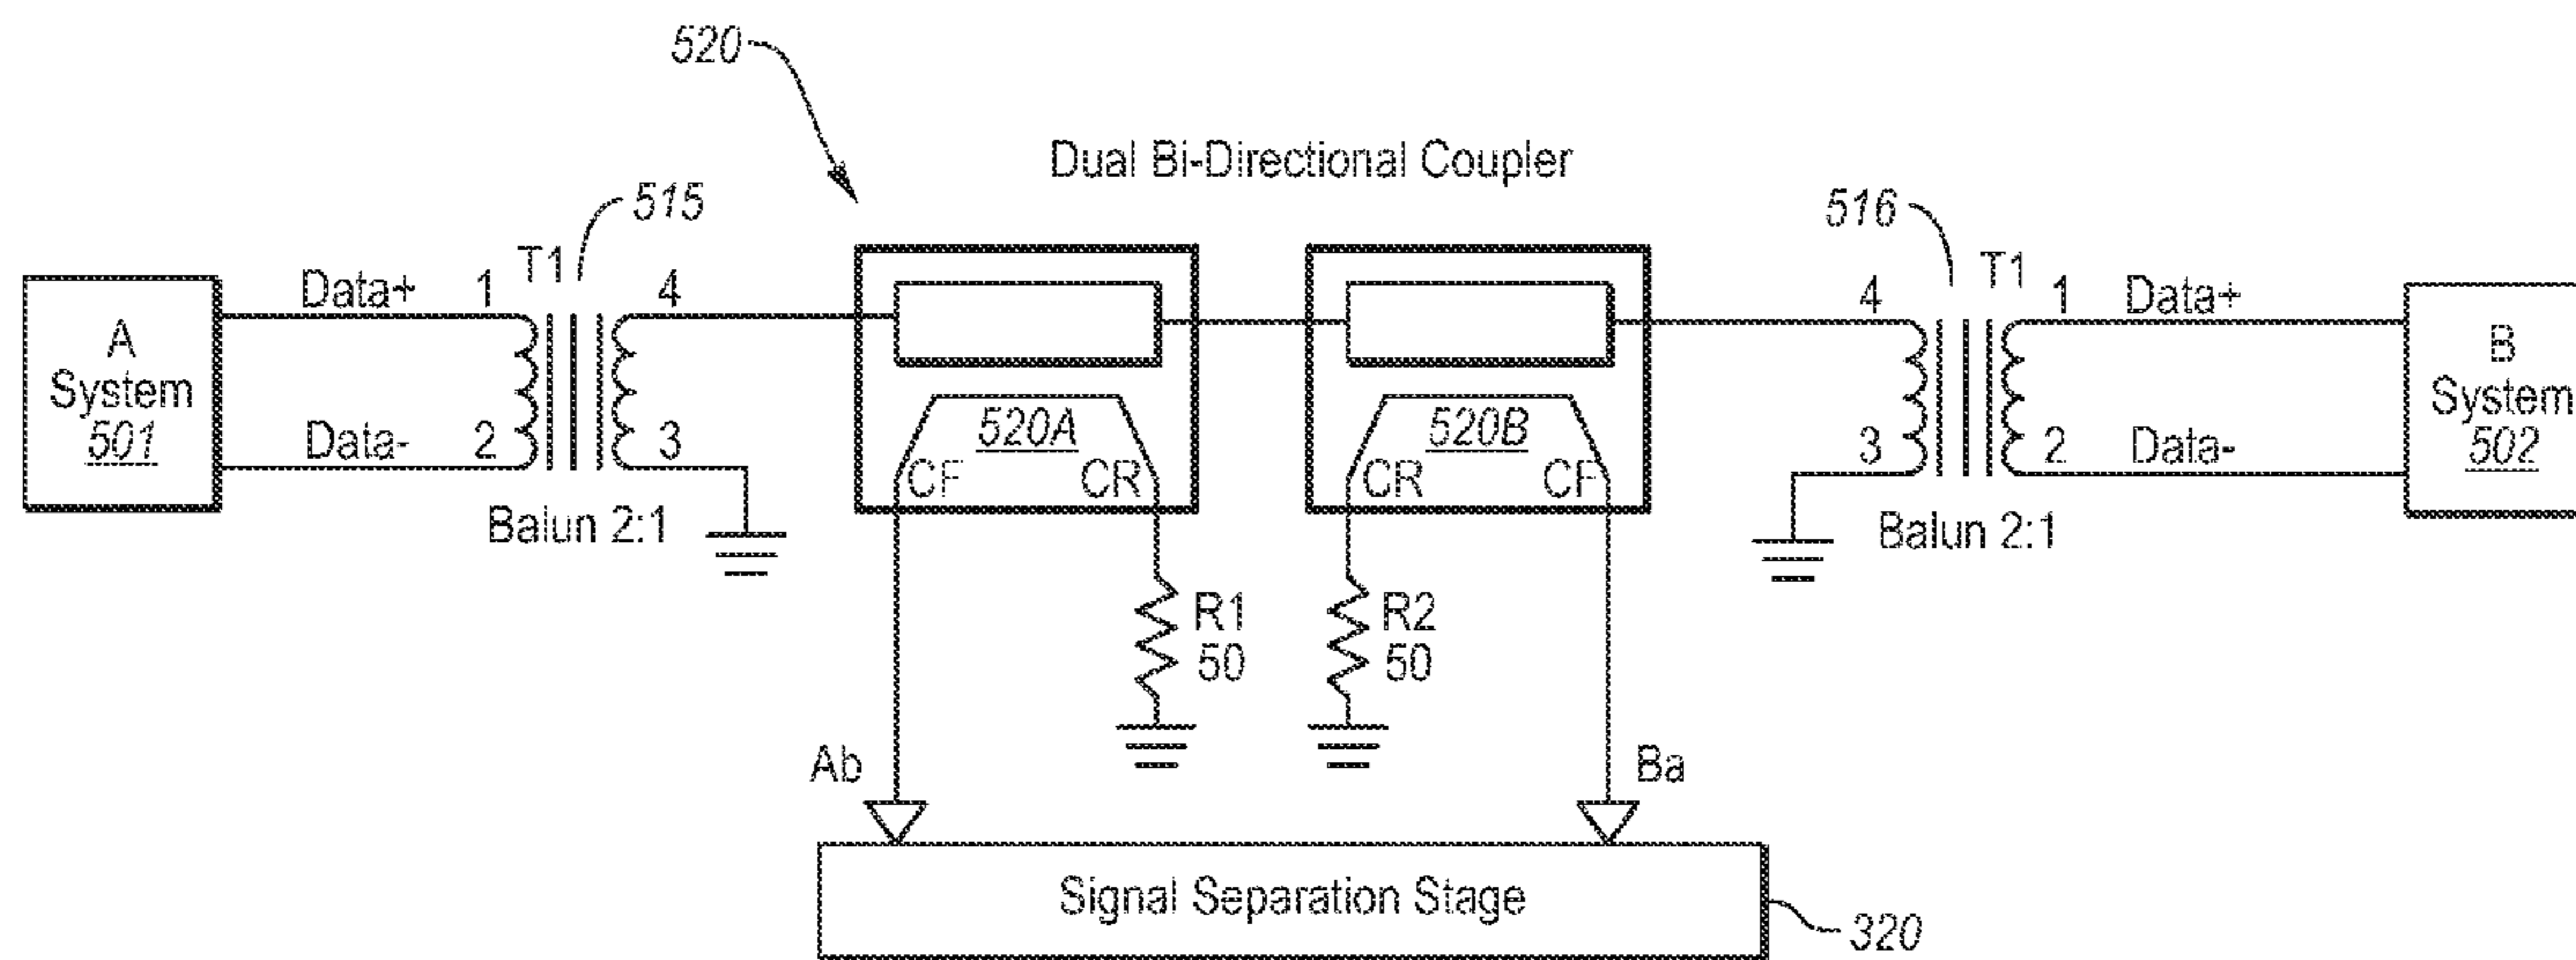 520
Dual Bi-Directional Coupler
515
516
T1
T1
Data+ 1
4
4
1 Data+
A
System
501
B
System
502
Data- 2
3
3
2 Data-
520A
520B
CF
CR
CR
CF
Balun 2:1
Balun 2:1
R1
50
R2
50
Ab
Ba
Signal Separation Stage
320